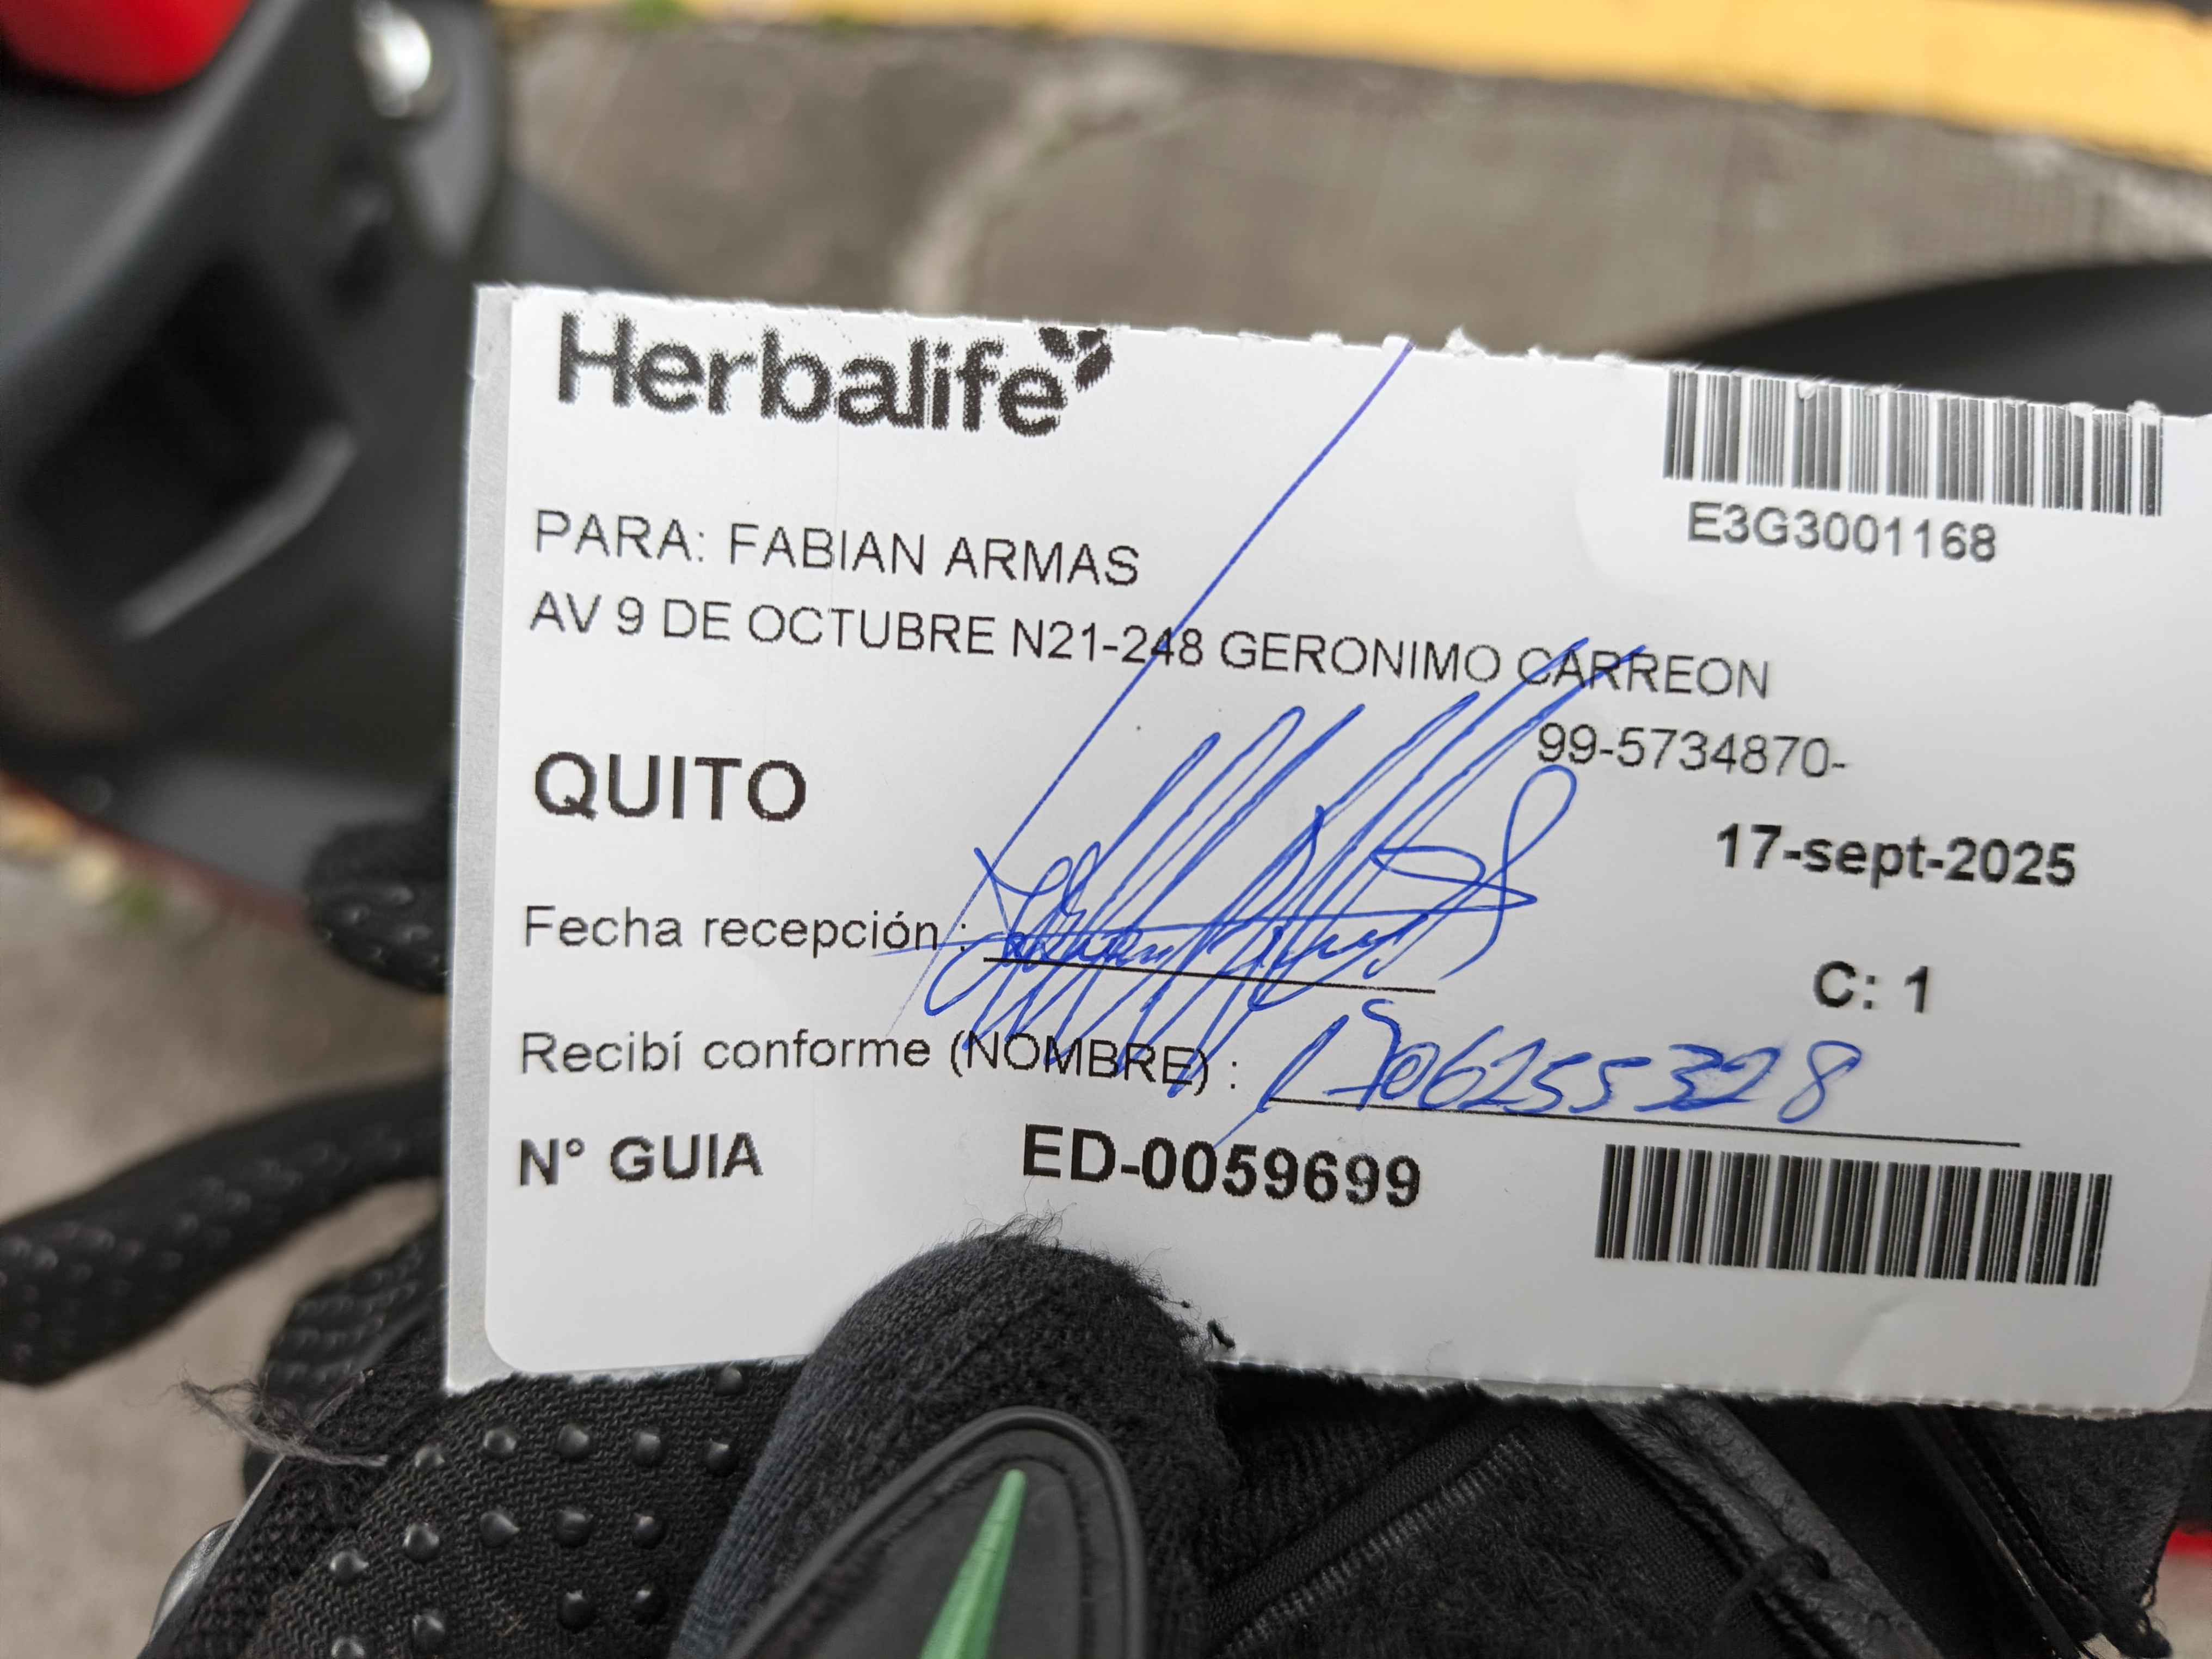 Herbalife
E3G3001168
PARA: FABIAN ARMAS
AV 9 DE OCTUBRE N21-248 GERONIMO CARREON
99-5734870-
QUITO
17-sept-2025
Fecha recepción :
C: 1
Recibí conforme (NOMBRE) : 1706255328
N° GUIA ED-0059699